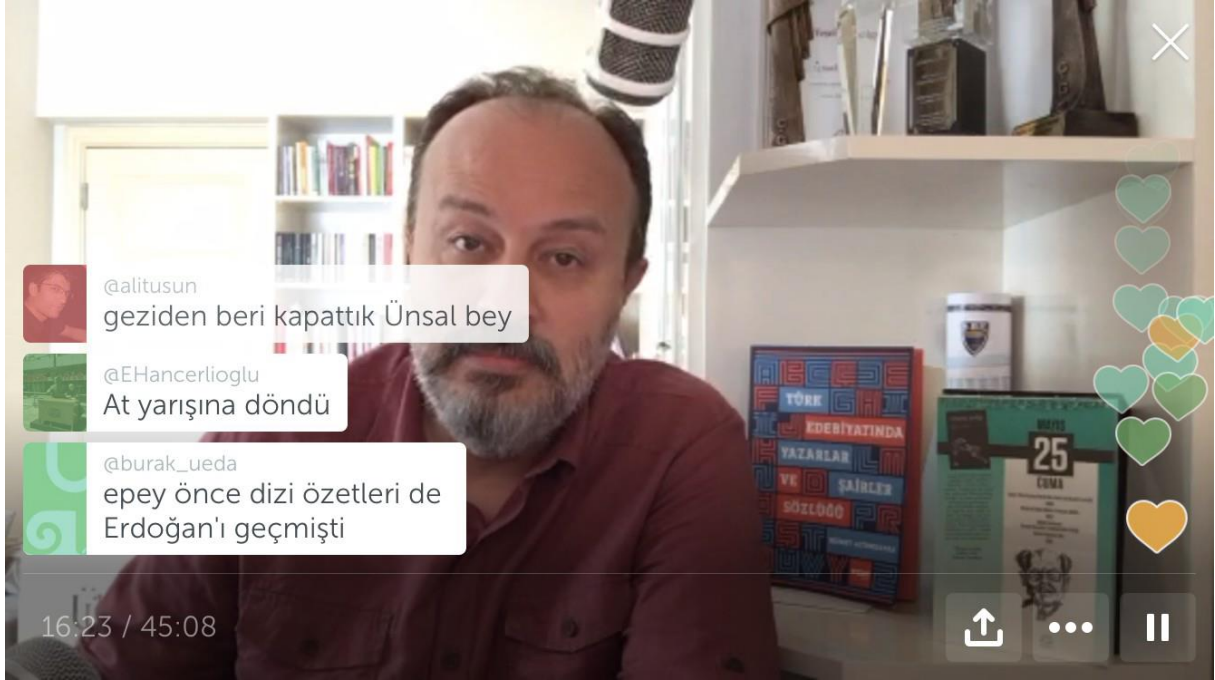 @alitusun
geziden beri kapattık Ünsal bey
@EHancerlioglu
At yarışına döndü
@burak_ueda
epey önce dizi özetleri de
Erdoğan'ı geçmişti
16:23 / 45:08
TÜRK
EDEBİYATINDA
YAZARLAR
VE
ŞAİRLER
SÖZLÜĞÜ
MAYIS
25
CUMA